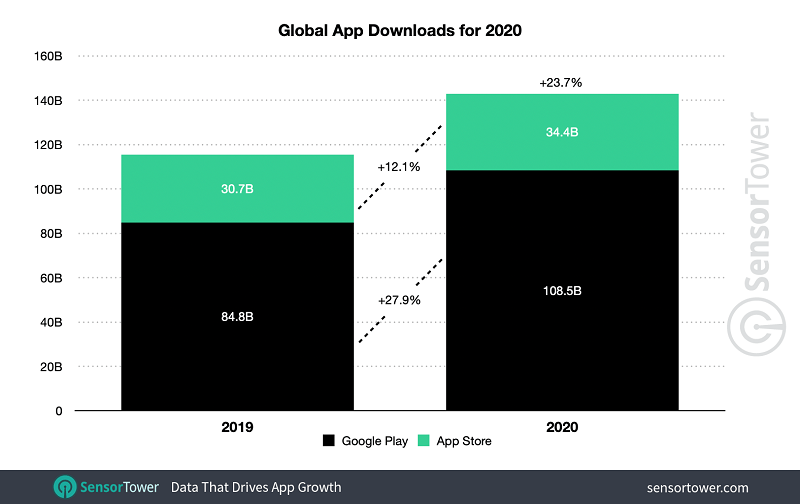 Global App Downloads for 2020
160B
140B
120B
100B
80B
60B
40B
20B
0
+23.7%
34.4B
30.7B
+12.1%
108.5B
84.8B
+27.9%
2019
2020
Google Play
App Store
SensorTower
SensorTower
Data That Drives App Growth
sensortower.com